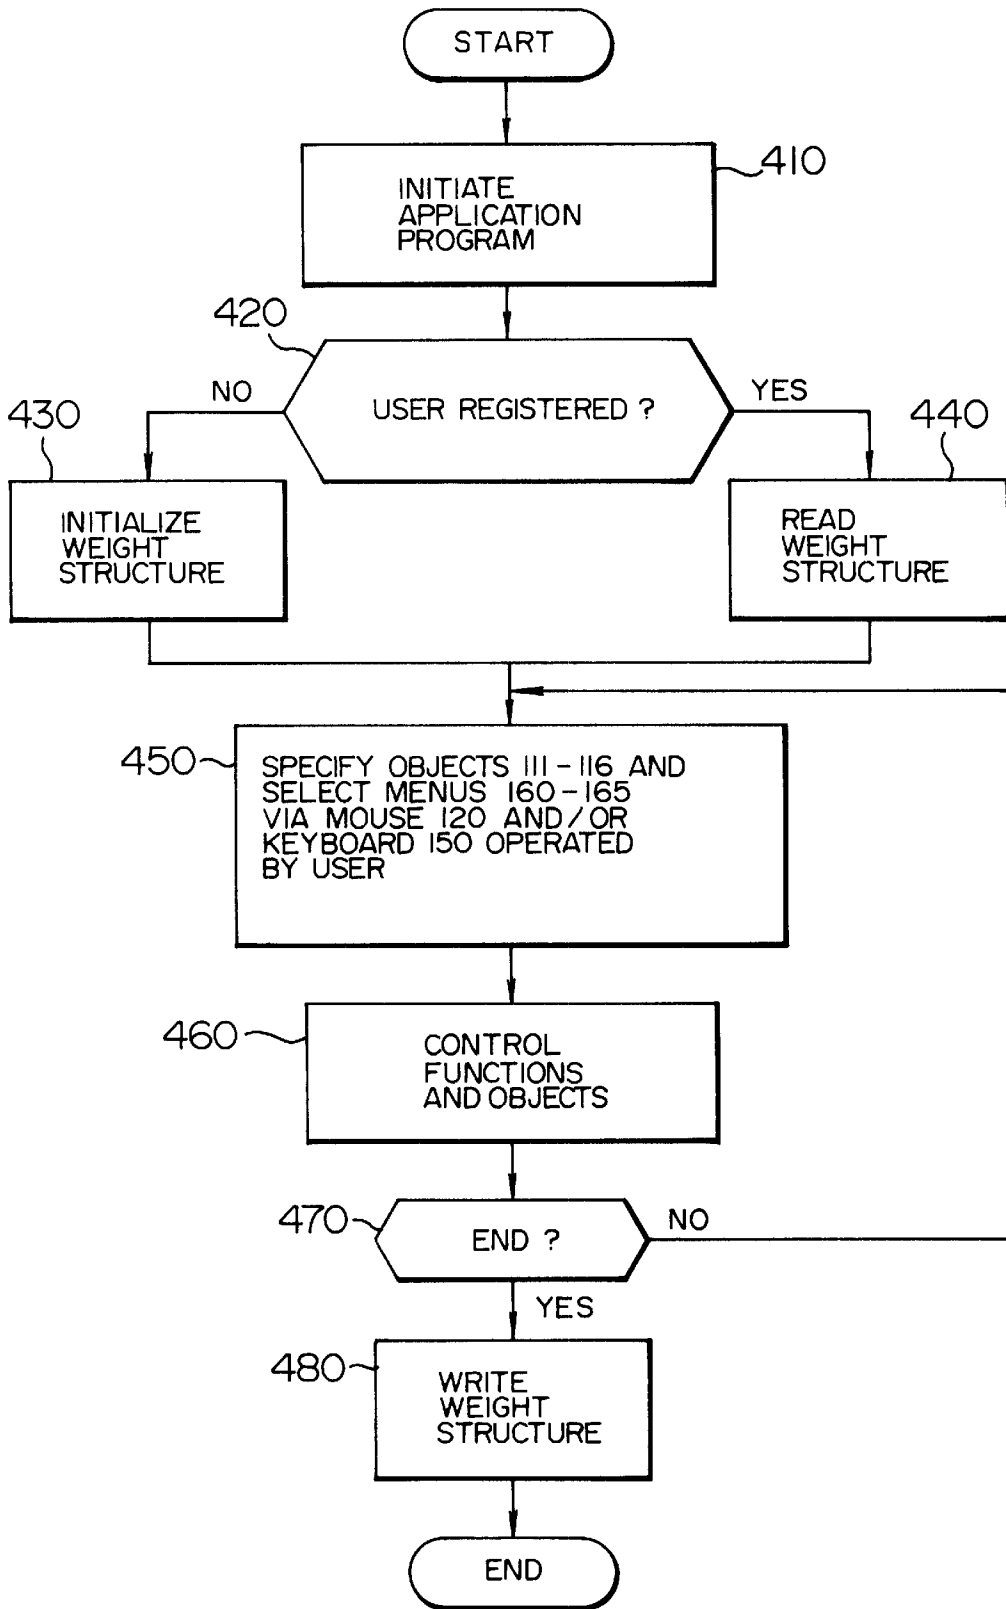 START
410
INITIATE
APPLICATION
PROGRAM
420
NO
USER REGISTERED ?
YES
430
440
INITIALIZE
WEIGHT
STRUCTURE
READ
WEIGHT
STRUCTURE
450
SPECIFY OBJECTS 111-116 AND
SELECT MENUS 160-165
VIA MOUSE 120 AND/OR
KEYBOARD 150 OPERATED
BY USER
460
CONTROL
FUNCTIONS
AND OBJECTS
470
END ?
NO
YES
480
WRITE
WEIGHT
STRUCTURE
END